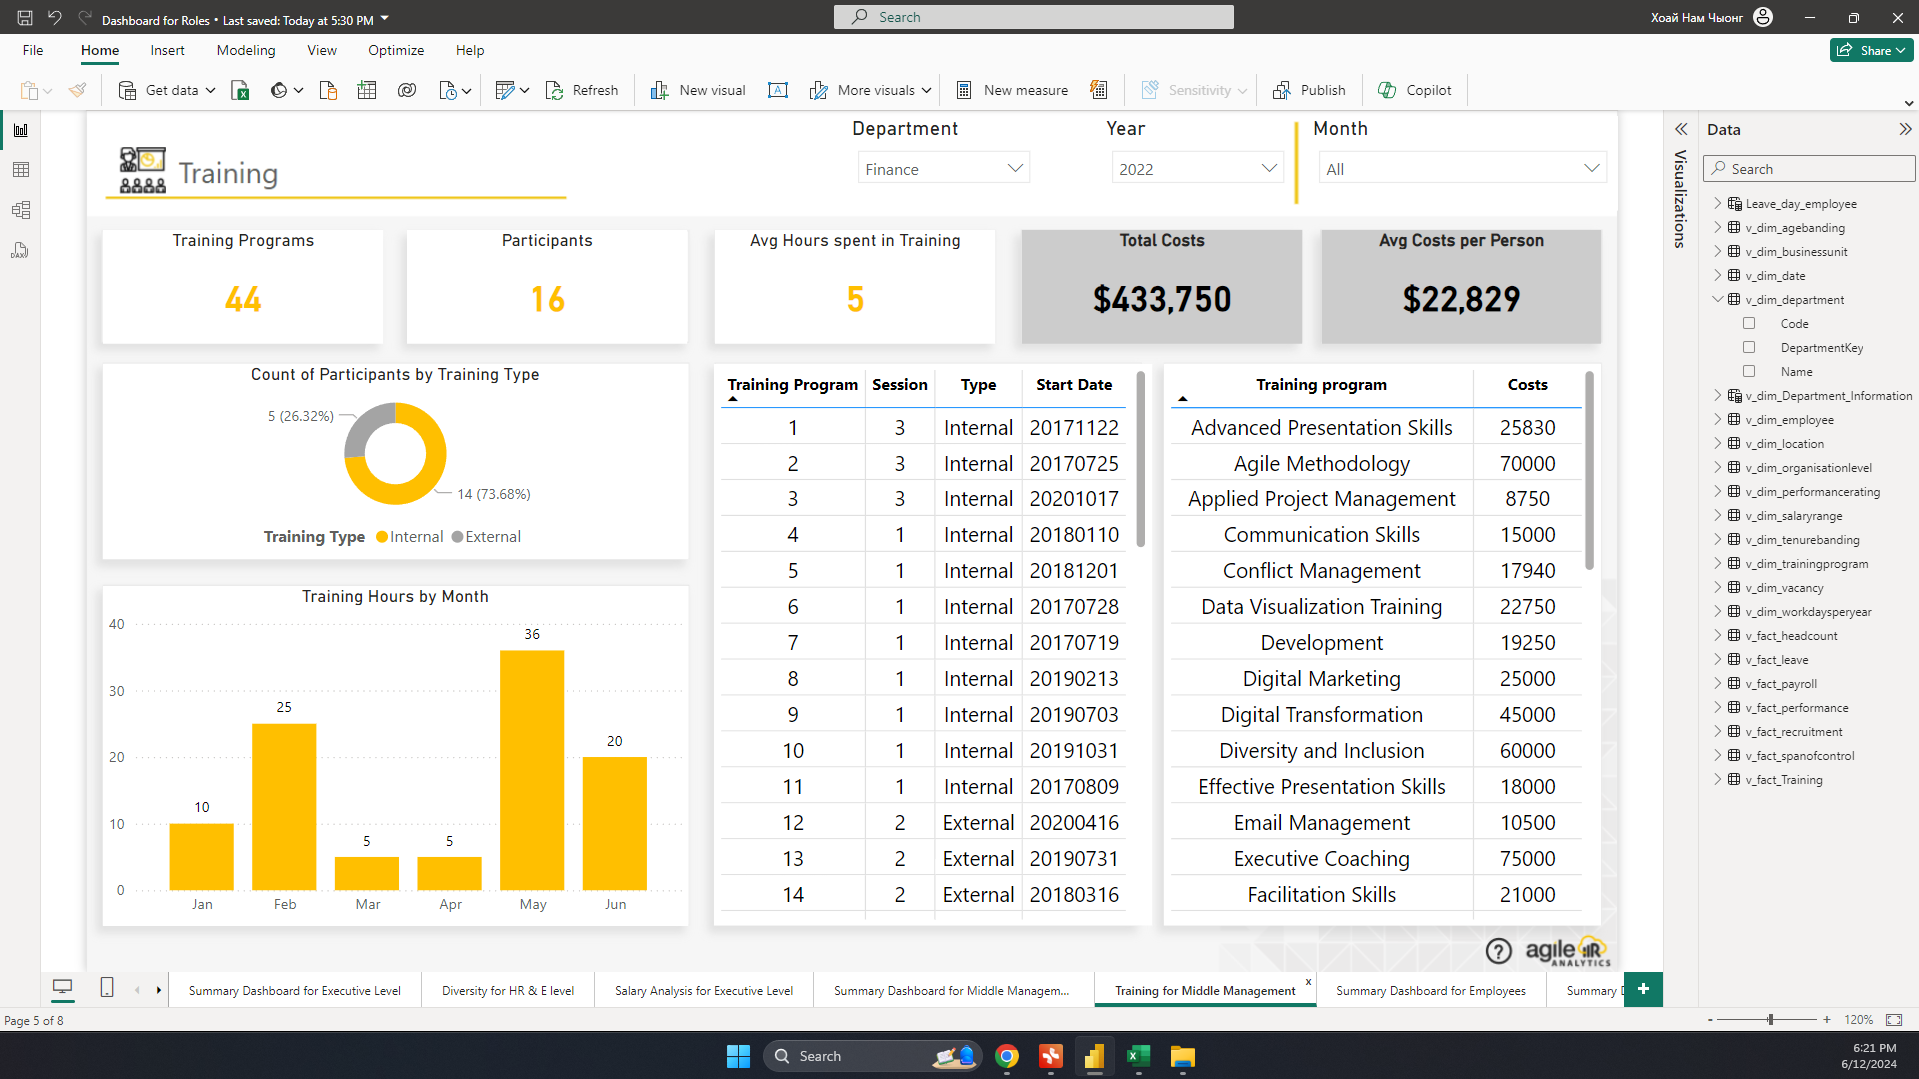 Dashboard for Roles • Last saved: Today at 5:30 PM
Search
Хоай Нам Чыонг
File
Home
Insert
Modeling
View
Optimize
Help
Share
Get data
Refresh
New visual
More visuals
New measure
Sensitivity
Publish
Copilot
Training
Department
Finance
Year
2022
Month
All
Training Programs
44
Participants
16
Avg Hours spent in Training
5
Total Costs
$433,750
Avg Costs per Person
$22,829
Count of Participants by Training Type
5 (26.32%)
14 (73.68%)
Training Type Internal External
Training Hours by Month
40
30
20
10
0
10
25
5
5
36
20
Jan Feb Mar Apr May Jun
Training Program Session Type Start Date
1 3 Internal 20171122
2 3 Internal 20170725
3 3 Internal 20201017
4 1 Internal 20180110
5 1 Internal 20181201
6 1 Internal 20170728
7 1 Internal 20170719
8 1 Internal 20190213
9 1 Internal 20190703
10 1 Internal 20191031
11 1 Internal 20170809
12 2 External 20200416
13 2 External 20190731
14 2 External 20180316
Training program Costs
Advanced Presentation Skills 25830
Agile Methodology 70000
Applied Project Management 8750
Communication Skills 15000
Conflict Management 17940
Data Visualization Training 22750
Development 19250
Digital Marketing 25000
Digital Transformation 45000
Diversity and Inclusion 60000
Effective Presentation Skills 18000
Email Management 10500
Executive Coaching 75000
Facilitation Skills 21000
? agile
ANALYTICS
Visualizations
Data
Search
Leave_day_employee
v_dim_agebanding
v_dim_businessunit
v_dim_date
v_dim_department
Code
DepartmentKey
Name
v_dim_Department_Information
v_dim_employee
v_dim_location
v_dim_organisationlevel
v_dim_performancerating
v_dim_salaryrange
v_dim_tenurebanding
v_dim_trainingprogram
v_dim_vacancy
v_dim_workdaysperyear
v_fact_headcount
v_fact_leave
v_fact_payroll
v_fact_performance
v_fact_recruitment
v_fact_spanofcontrol
v_fact_Training
Summary Dashboard for Executive Level
Diversity for HR & E level
Salary Analysis for Executive Level
Summary Dashboard for Middle Managem...
Training for Middle Management
x
Summary Dashboard for Employees
Summary
+
Page 5 of 8
- + 120%
Search
6:21 PM
6/12/2024